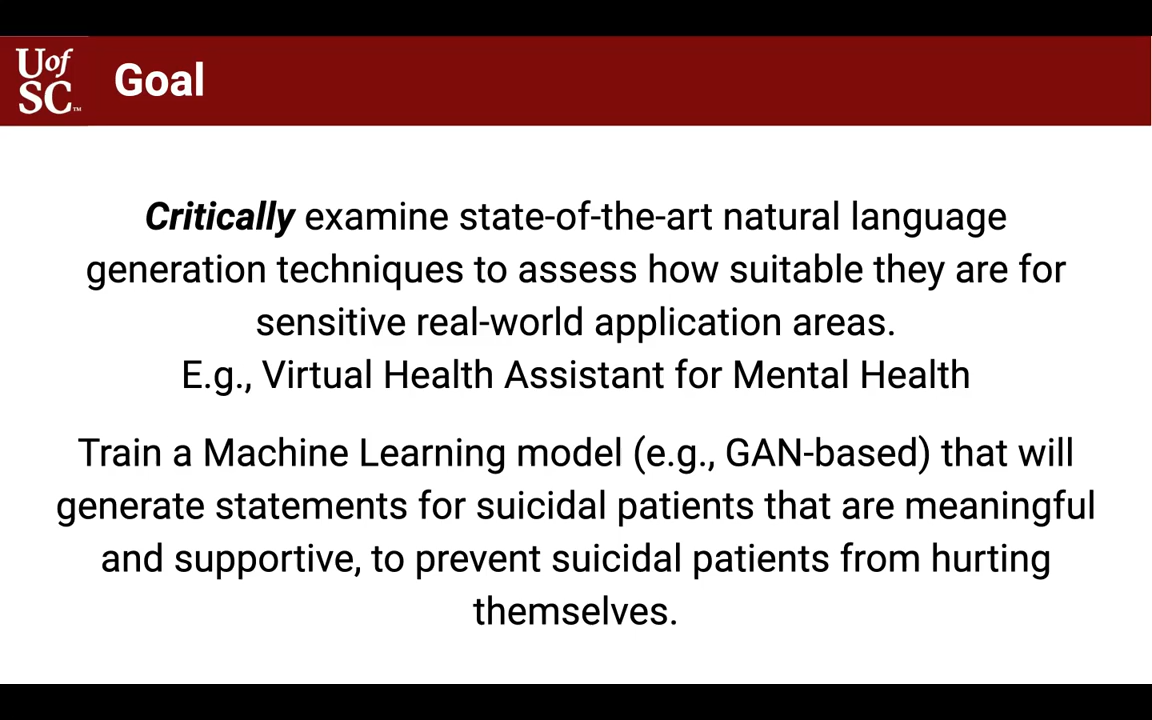 Uof
SC™
Goal
Critically examine state-of-the-art natural language
generation techniques to assess how suitable they are for
sensitive real-world application areas.
E.g., Virtual Health Assistant for Mental Health
Train a Machine Learning model (e.g., GAN-based) that will
generate statements for suicidal patients that are meaningful
and supportive, to prevent suicidal patients from hurting
themselves.